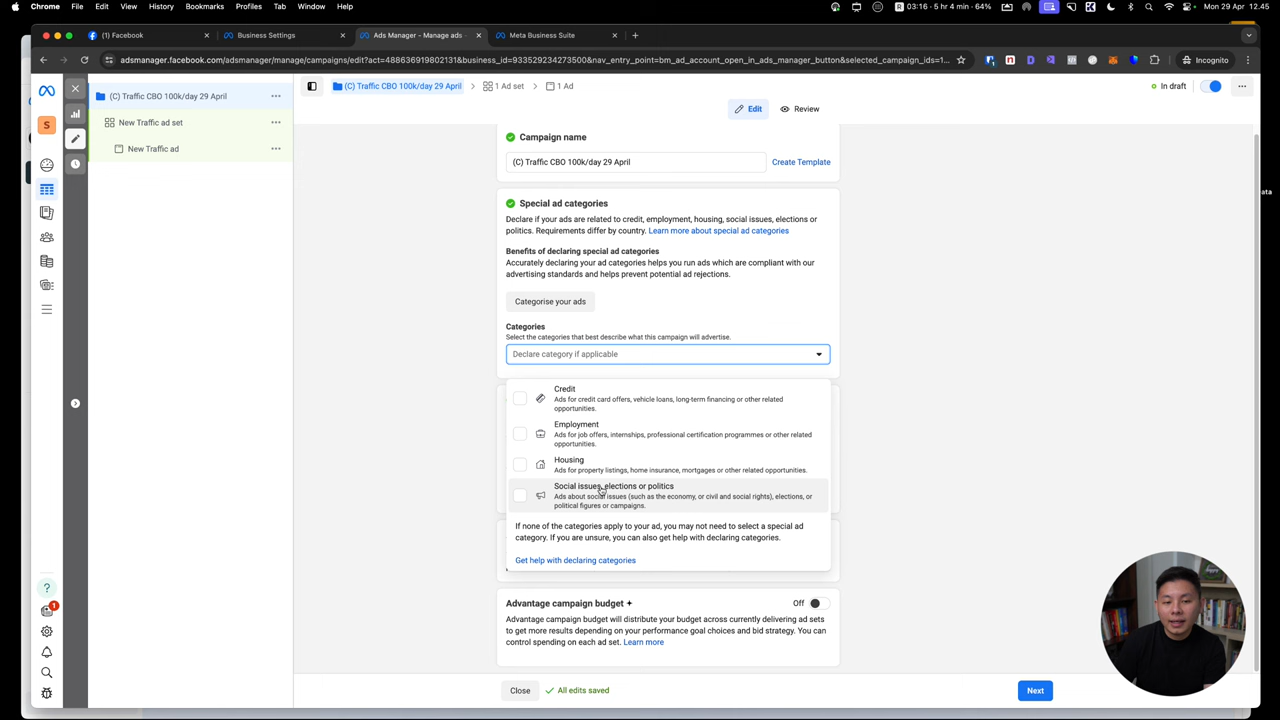 Chrome File Edit View History Bookmarks Profiles Tab Window Help
03:16 - 5 hr 4 min/ 64%
Mon 29 Apr 12.45
Facebook
Business Settings
Ads Manager - Manage ads -
Meta Business Suite
adsmanager.facebook.com/adsmanager/manage/campaigns/edit?act=488636919802131&business_id=933529234273500&nav_entry_point=bm_ad_account_open_in_ads_manager_button&selected_campaign_ids=1...
Incognito
S
(C) Traffic CBO 100k/day 29 April
New Traffic ad set
New Traffic ad
(C) Traffic CBO 100k/day 29 April
1 Ad set
1 Ad
In draft
Edit
Review
Campaign name
(C) Traffic CBO 100k/day 29 April
Create Template
Special ad categories
Declare if your ads are related to credit, employment, housing, social issues, elections or
politics. Requirements differ by country. Learn more about special ad categories
Benefits of declaring special ad categories
Accurately declaring your ad categories helps you run ads which are compliant with our
advertising standards and helps prevent potential ad rejections.
Categorise your ads
Categories
Select the categories that best describe what this campaign will advertise.
Declare category if applicable
Credit
Ads for credit card offers, vehicle loans, long-term financing or other related
opportunities.
Employment
Ads for job offers, internships, professional certification programmes or other related
opportunities.
Housing
Ads for property listings, home insurance, mortgages or other related opportunities.
Social issues, elections or politics
Ads about social issues (such as the economy, or civil and social rights), elections, or
political figures or campaigns.
If none of the categories apply to your ad, you may not need to select a special ad
category. If you are unsure, you can also get help with declaring categories.
Get help with declaring categories
Advantage campaign budget
Off
Advantage campaign budget will distribute your budget across currently delivering ad sets
to get more results depending on your performance goal choices and bid strategy. You can
control spending on each ad set. Learn more
Close
All edits saved
Next
1
ata